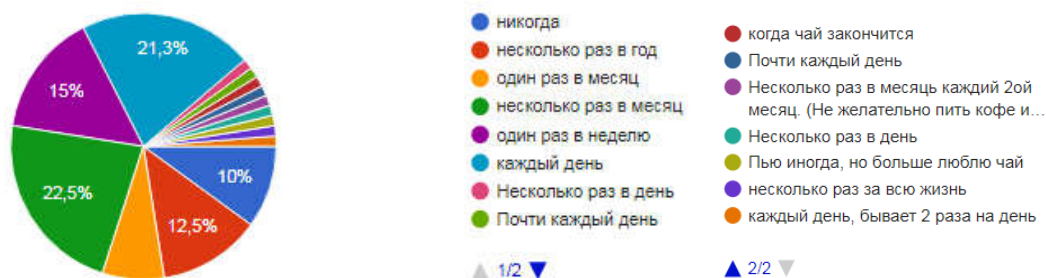 21,3%
15%
22,5%
12,5%
10%
никогда
несколько раз в год
один раз в месяц
несколько раз в месяц
один раз в неделю
каждый день
Несколько раз в день
Почти каждый день
1/2
когда чай закончится
Почти каждый день
Несколько раз в месяць каждий 2ой
месяц. (Не желательно пить кофе и...
Несколько раз в день
Пью иногда, но больше люблю чай
несколько раз за всю жизнь
каждый день, бывает 2 раза на день
2/2